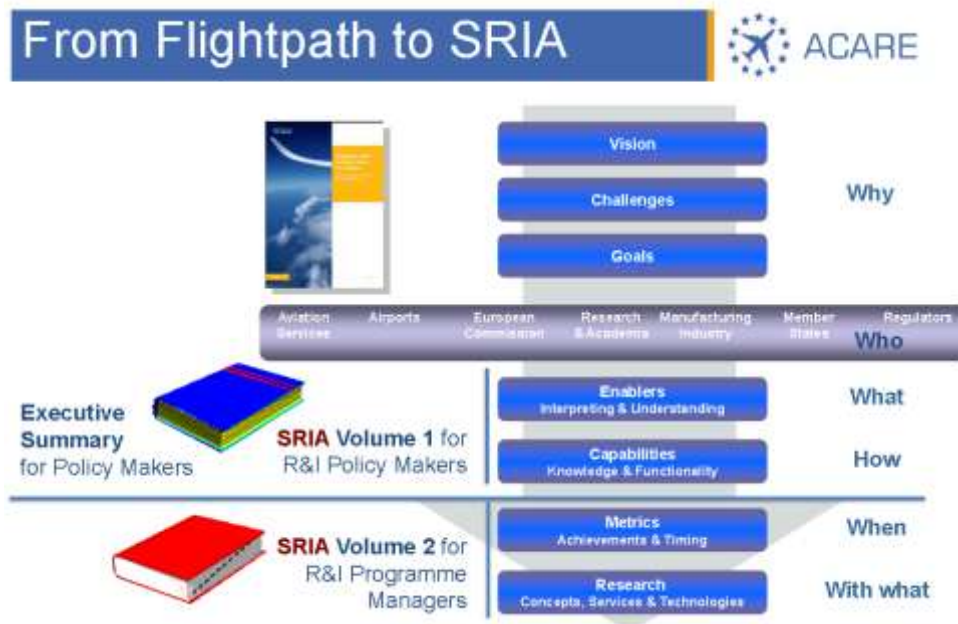 From Flightpath to SRIA
ACARE
Vision
Challenges
Why
Goals
Aviation Services
Airports
European Commission
Research & Academia
Manufacturing Industry
Member States
Regulators
Who
Enablers
Interpreting & Understanding
What
Executive Summary
for Policy Makers
SRIA Volume 1 for
R&I Policy Makers
Capabilities
Knowledge & Functionality
How
Metrics
Achievements & Timing
When
SRIA Volume 2 for
R&I Programme
Managers
Research
Concepts, Services & Technologies
With what